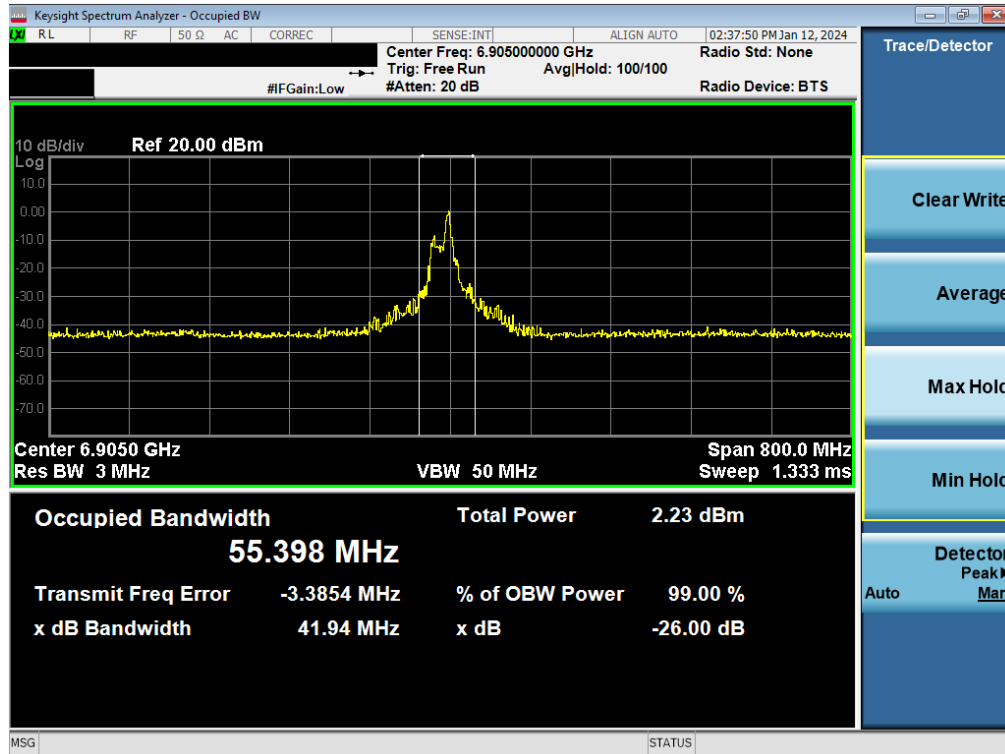 Keysight Spectrum Analyzer - Occupied BW
LXI RL RF 50 Ω AC CORREC SENSE:INT ALIGN AUTO 02:37:50 PM Jan 12, 2024
Center Freq: 6.905000000 GHz Radio Std: None
Trig: Free Run Avg|Hold: 100/100
#IFGain:Low #Atten: 20 dB Radio Device: BTS
Trace/Detector
10 dB/div Ref 20.00 dBm
Log
10.0
0.00
-10.0
-20.0
-30.0
-40.0
-50.0
-60.0
-70.0
Center 6.9050 GHz Span 800.0 MHz
Res BW 3 MHz VBW 50 MHz Sweep 1.333 ms
Occupied Bandwidth Total Power 2.23 dBm
55.398 MHz
Transmit Freq Error -3.3854 MHz % of OBW Power 99.00 %
x dB Bandwidth 41.94 MHz x dB -26.00 dB
Clear Write
Average
Max Hold
Min Hold
Detector
Peak
Auto Man
MSG STATUS